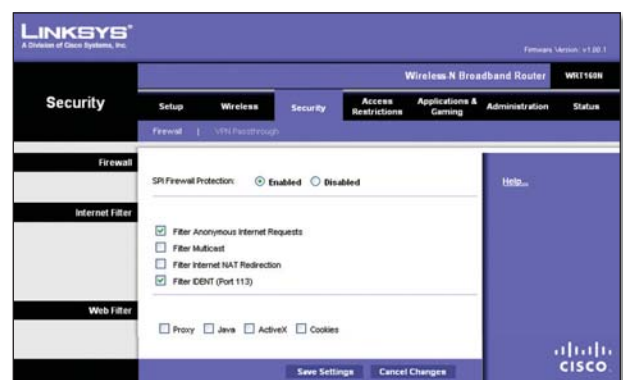 LINKSYS®
A Division of Cisco Systems, Inc.
Firmware Version: v1.00.1
Wireless-N Broadband Router WRT160N
Security
Setup Wireless Security Access Restrictions Applications & Gaming Administration Status
Firewall | VPN Passthrough
Firewall
SPI Firewall Protection: Enabled Disabled
Help...
Internet Filter
Filter Anonymous Internet Requests
Filter Multicast
Filter Internet NAT Redirection
Filter IDENT (Port 113)
Web Filter
Proxy Java ActiveX Cookies
Save Settings Cancel Changes
CISCO